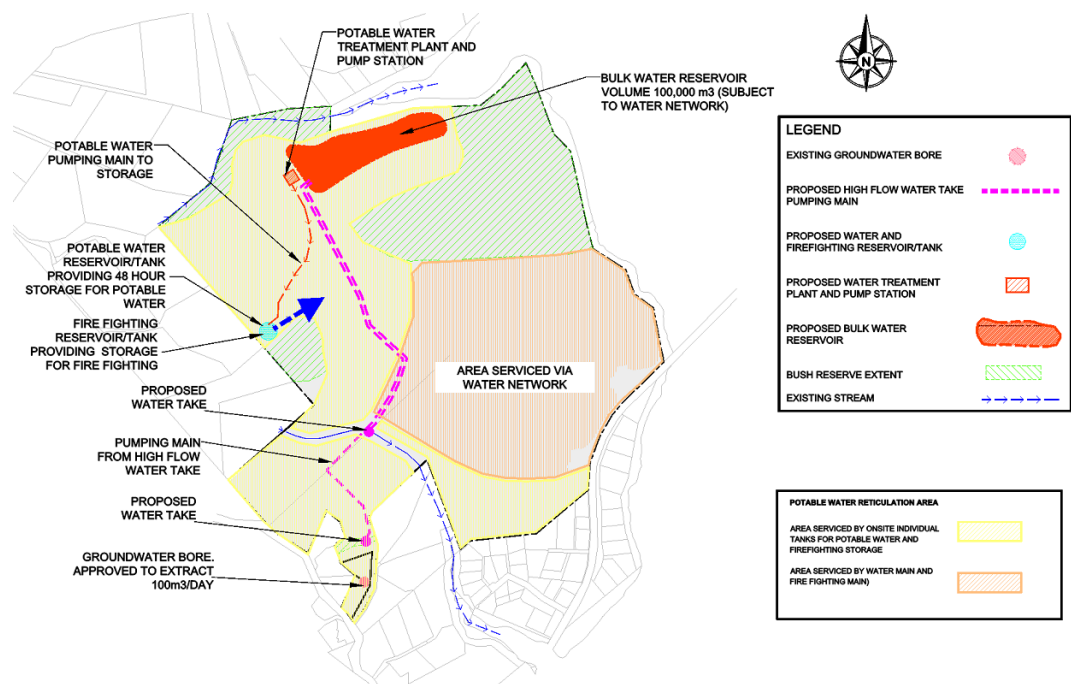 POTABLE WATER
TREATMENT PLANT AND
PUMP STATION
BULK WATER RESERVOIR
VOLUME 100,000 m3 (SUBJECT
TO WATER NETWORK)
POTABLE WATER
PUMPING MAIN TO
STORAGE
POTABLE WATER
RESERVOIR/TANK
PROVIDING 48 HOUR
STORAGE FOR POTABLE
WATER
FIRE FIGHTING
RESERVOIR/TANK
PROVIDING STORAGE
FOR FIRE FIGHTING
PROPOSED
WATER TAKE
PUMPING MAIN
FROM HIGH FLOW
WATER TAKE
PROPOSED
WATER TAKE
GROUNDWATER BORE.
APPROVED TO EXTRACT
100m3/DAY
AREA SERVICED VIA
WATER NETWORK
N
LEGEND
EXISTING GROUNDWATER BORE
PROPOSED HIGH FLOW WATER TAKE
PUMPING MAIN
PROPOSED WATER AND
FIREFIGHTING RESERVOIR/TANK
PROPOSED WATER TREATMENT
PLANT AND PUMP STATION
PROPOSED BULK WATER
RESERVOIR
BUSH RESERVE EXTENT
EXISTING STREAM
POTABLE WATER RETICULATION AREA
AREA SERVICED BY ONSITE INDIVIDUAL
TANKS FOR POTABLE WATER AND
FIREFIGHTING STORAGE
AREA SERVICED BY WATER MAIN AND
FIRE FIGHTING MAIN)